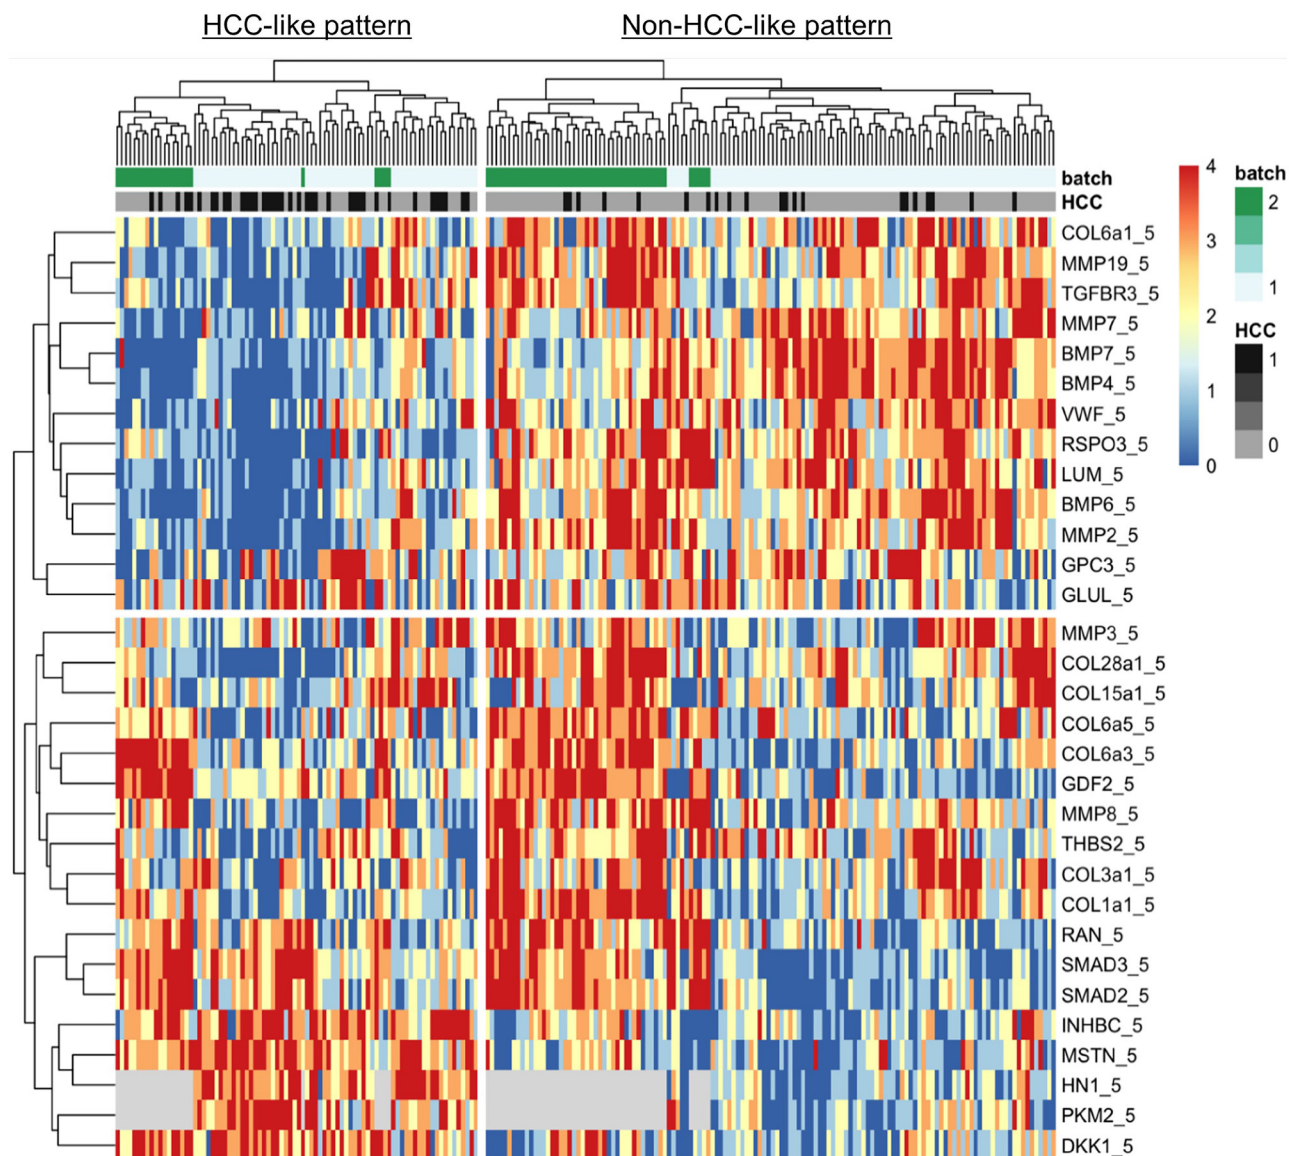 HCC-like pattern
Non-HCC-like pattern
batch
HCC
COL6a1_5
MMP19_5
TGFBR3_5
MMP7_5
BMP7_5
BMP4_5
VWF_5
RSPO3_5
LUM_5
BMP6_5
MMP2_5
GPC3_5
GLUL_5
MMP3_5
COL28a1_5
COL15a1_5
COL6a5_5
COL6a3_5
GDF2_5
MMP8_5
THBS2_5
COL3a1_5
COL1a1_5
RAN_5
SMAD3_5
SMAD2_5
INHBC_5
MSTN_5
HN1_5
PKM2_5
DKK1_5
4
3
2
1
0
batch
2
1
HCC
1
0